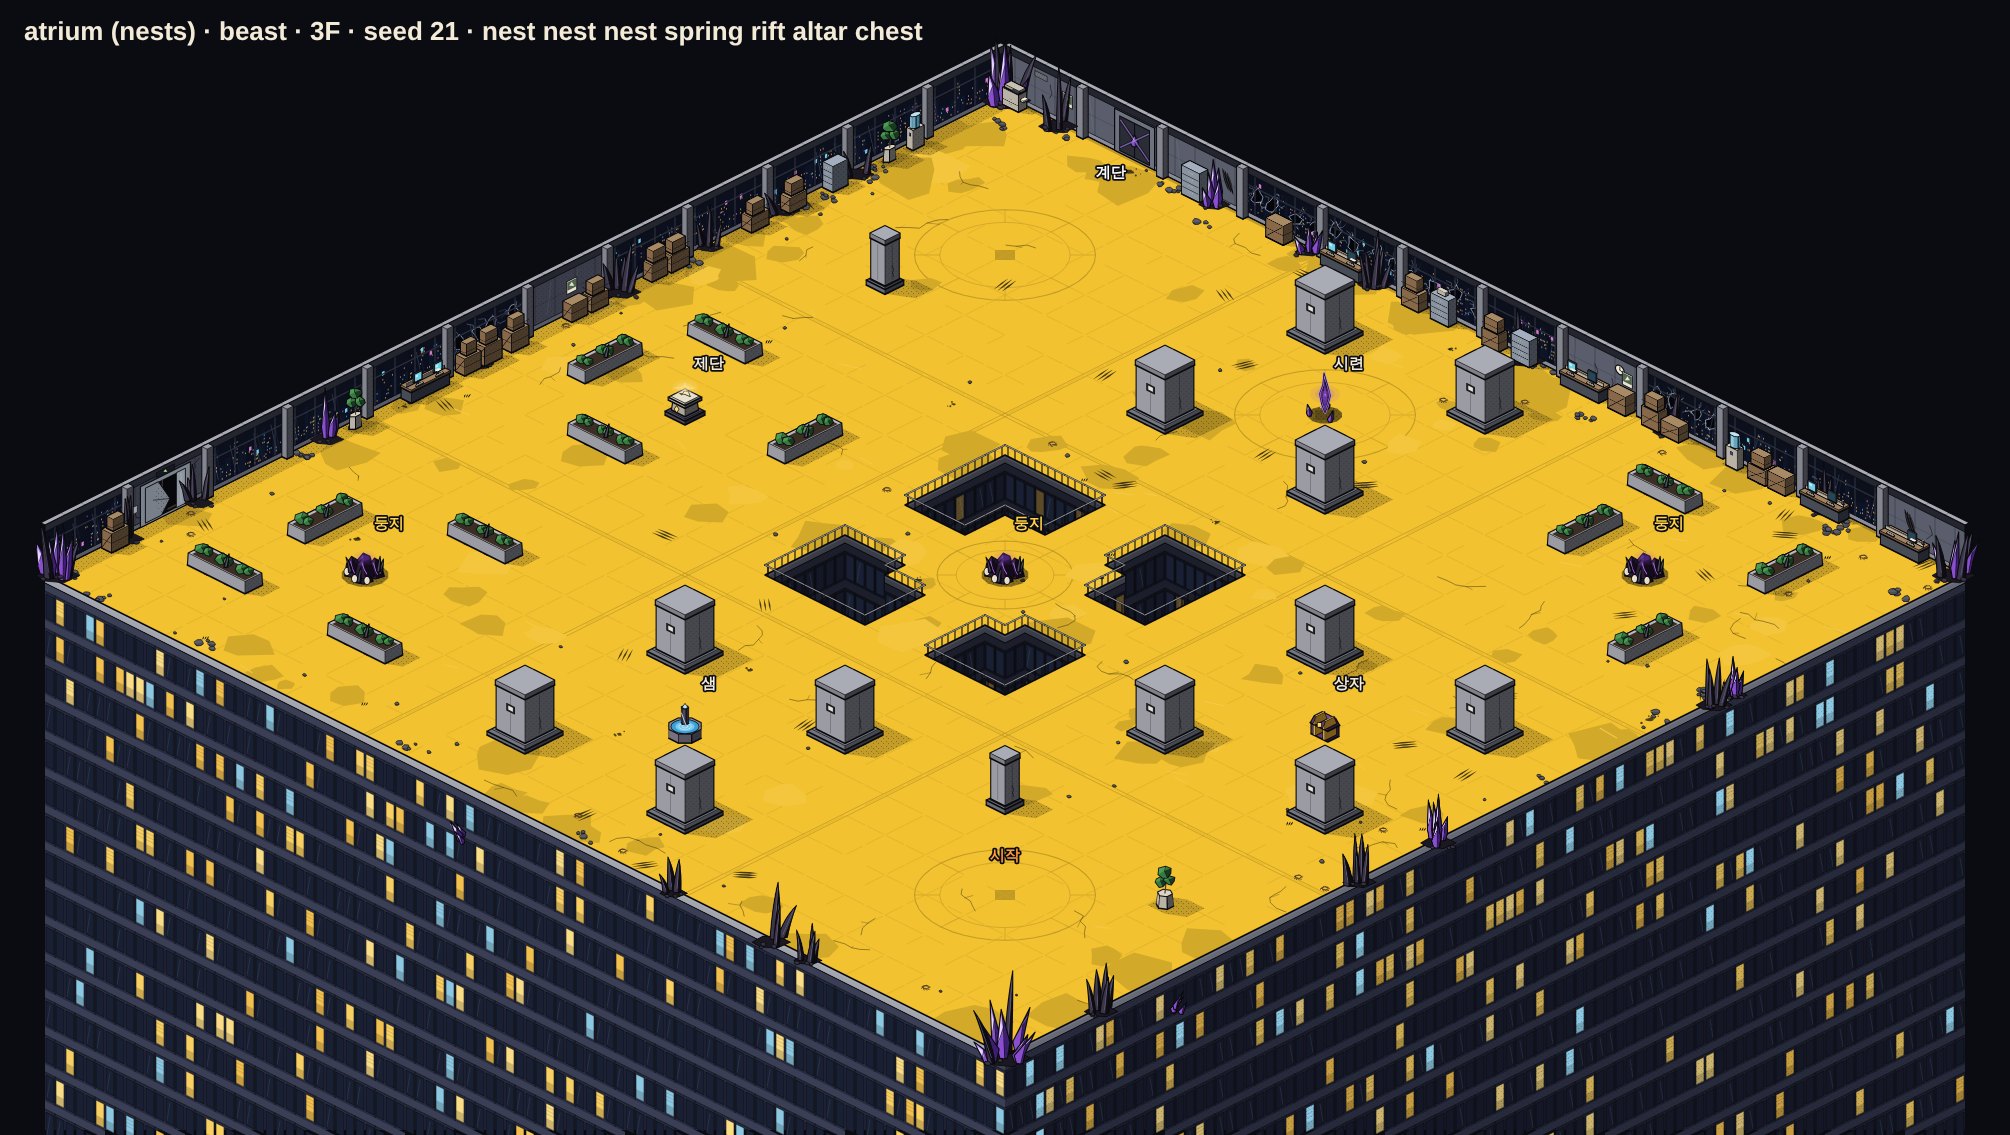 atrium (nests) · beast · 3F · seed 21 · nest nest nest spring rift altar chest
계단
제단
시련
둥지
둥지
둥지
샘
상자
시작